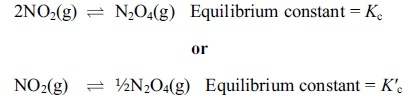 2NO₂(g) ⇌ N₂O₄(g) Equilibrium constant = K꜀
or
NO₂(g) ⇌ ½N₂O₄(g) Equilibrium constant = K′꜀